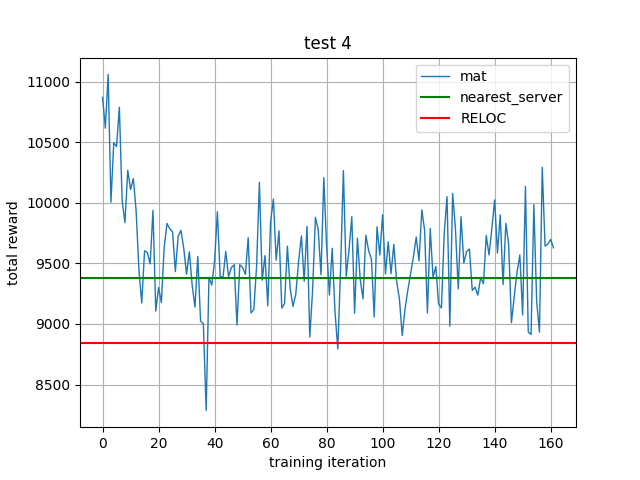 test 4
mat
nearest_server
RELOC
11000
10500
10000
9500
9000
8500
total reward
0 20 40 60 80 100 120 140 160
training iteration